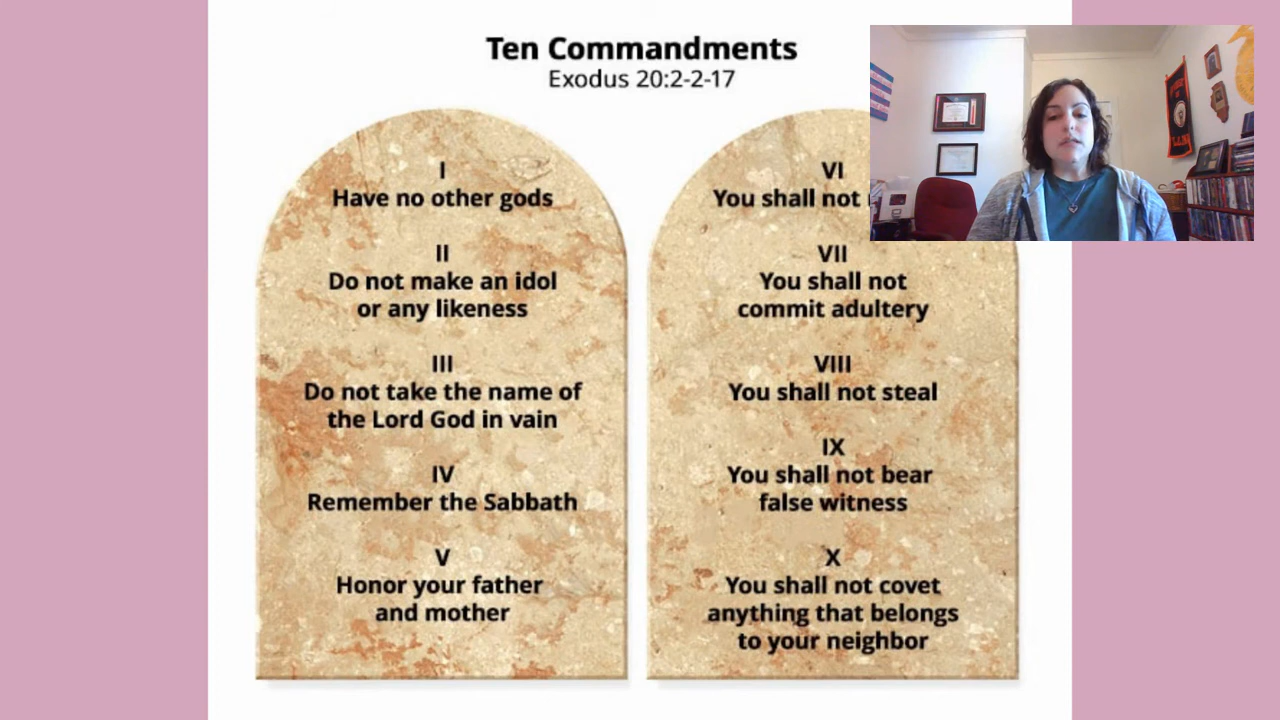 Ten Commandments
Exodus 20:2-2-17
I
Have no other gods
II
Do not make an idol
or any likeness
III
Do not take the name of
the Lord God in vain
IV
Remember the Sabbath
V
Honor your father
and mother
VI
You shall not
VII
You shall not
commit adultery
VIII
You shall not steal
IX
You shall not bear
false witness
X
You shall not covet
anything that belongs
to your neighbor